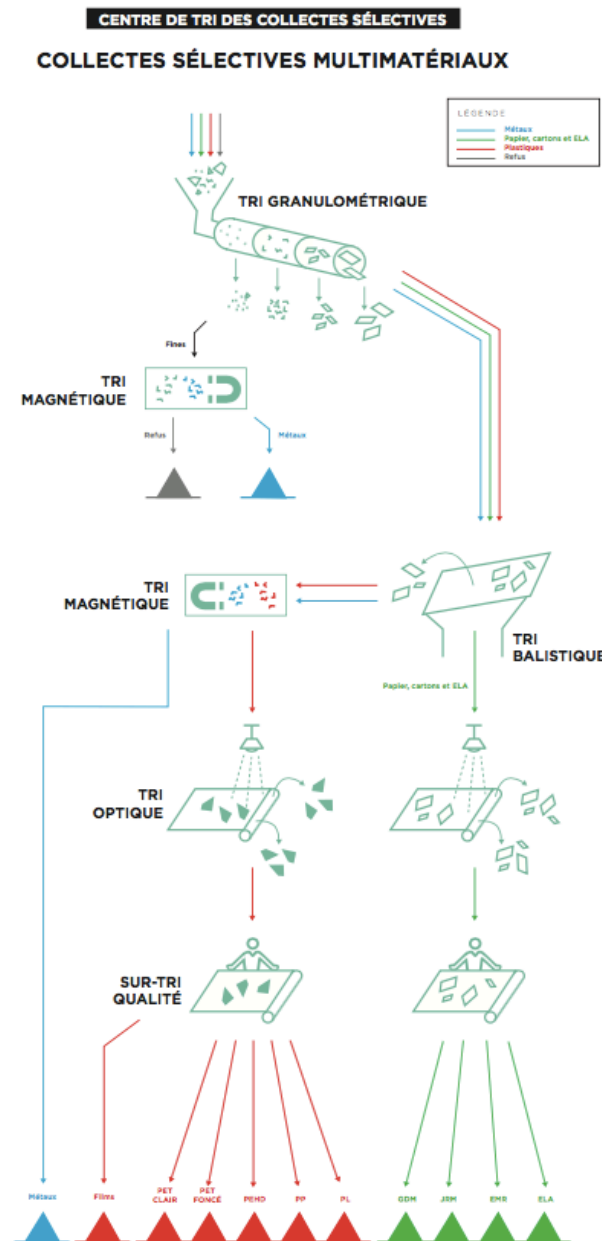 CENTRE DE TRI DES COLLECTES SÉLECTIVES
COLLECTES SÉLECTIVES MULTIMATÉRIAUX
LÉGENDE
Métaux
Papier, cartons et ELA
Plastiques
Refus
TRI GRANULOMÉTRIQUE
Fines
TRI
MAGNÉTIQUE
Refus
Métaux
TRI
MAGNÉTIQUE
TRI
BALISTIQUE
Papier, cartons et ELA
TRI
OPTIQUE
SUR-TRI
QUALITÉ
Métaux
Films
PET
CLAIR
PET
FONCÉ
PEHD
PP
PL
GDM
JRM
EMR
ELA